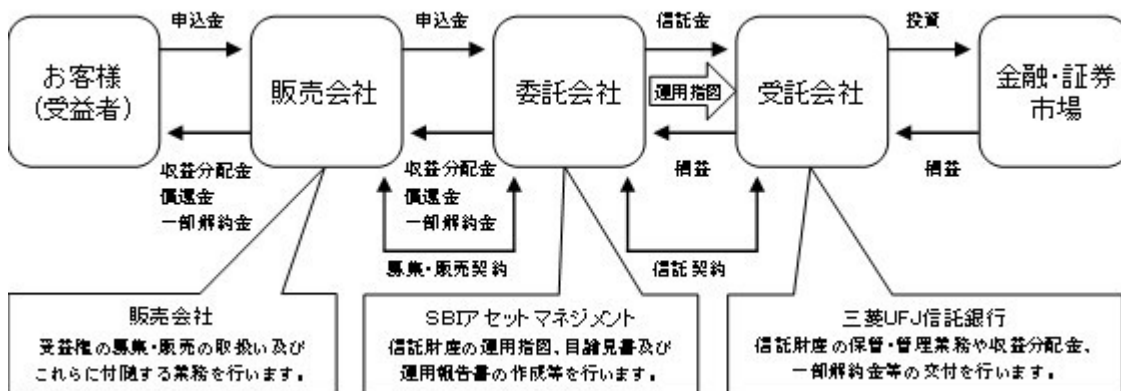 申込金
申込金
信託金
投資
お客様
(受益者)
販売会社
委託会社
運用指図
受託会社
金融・証券
市場
収益分配金
償還金
一部解約金
収益分配金
償還金
一部解約金
損益
損益
募集・販売契約
信託契約
販売会社
受益権の募集・販売の取扱い及び
これらに付随する業務を行います。
SBIアセットマネジメント
信託財産の運用指図、目論見書及び
運用報告書の作成等を行います。
三菱UFJ信託銀行
信託財産の保管・管理業務や収益分配金、
一部解約金等の交付を行います。